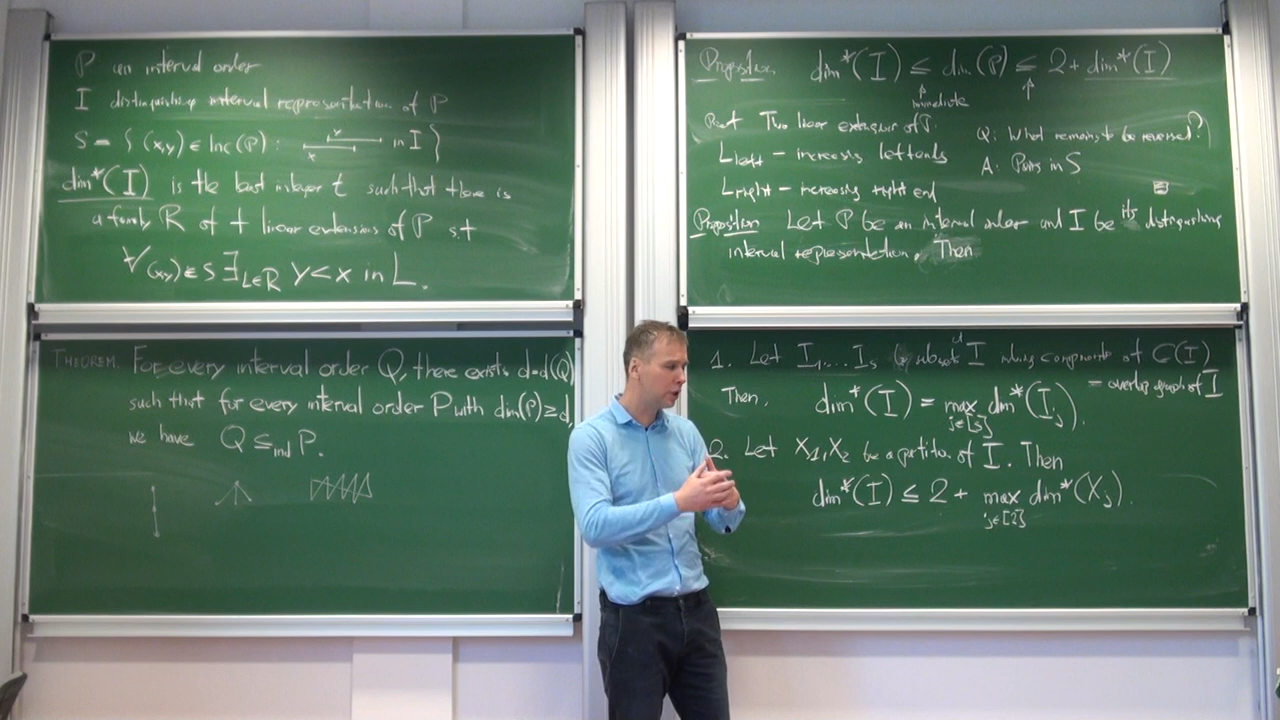 P an interval order
I distinguishing interval representation of P
S = { (x,y) ∈ Inc(P) : y x in I }
dim*(I) is the least integer t such that there is
a family R of t linear extensions of P s.t
∀(x,y)∈S ∃L∈R y < x in L.
THEOREM. For every interval order Q, there exists d=d(Q)
such that for every interval order P with dim(P) ≥ d,
we have Q ≤ind P.
Proposition dim*(I) ≤ dim(P) ≤ 2 + dim*(I)
immediate
Proof Two linear extensions of P.
Lleft - increasing left ends
Lright - increasing right end
Q: What remains to be reversed?
A: Pairs in S
Proposition Let P be an interval order and I be its distinguishing
interval representation. Then
1. Let I1,... Is subsets of I inducing components of C(I)
= overlap graph of I
Then. dim*(I) = max j∈[s] dim*(Ij).
2. Let X1, X2 be a partition of I. Then
dim*(I) ≤ 2 + max j∈[2] dim*(Xj).